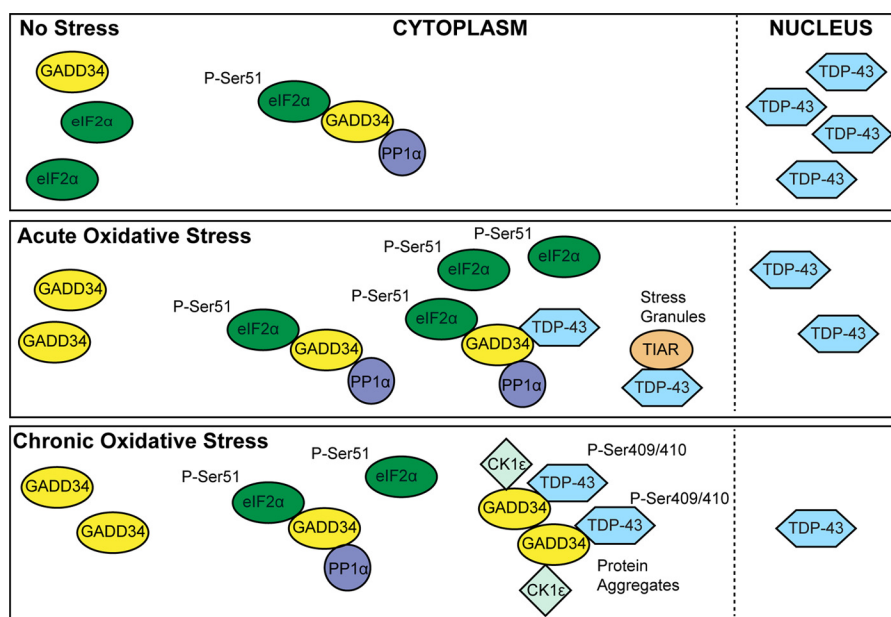 No Stress
CYTOPLASM
NUCLEUS
GADD34
P-Ser51
eIF2α
eIF2α
GADD34
PP1α
eIF2α
TDP-43
TDP-43
TDP-43
TDP-43
Acute Oxidative Stress
GADD34
GADD34
P-Ser51
eIF2α
GADD34
PP1α
P-Ser51
P-Ser51
eIF2α
eIF2α
P-Ser51
eIF2α
TDP-43
GADD34
PP1α
Stress
Granules
TIAR
TDP-43
TDP-43
TDP-43
Chronic Oxidative Stress
GADD34
GADD34
P-Ser51
eIF2α
GADD34
PP1α
P-Ser51
eIF2α
P-Ser409/410
CK1ε
TDP-43
GADD34
P-Ser409/410
TDP-43
GADD34
CK1ε
Protein
Aggregates
TDP-43